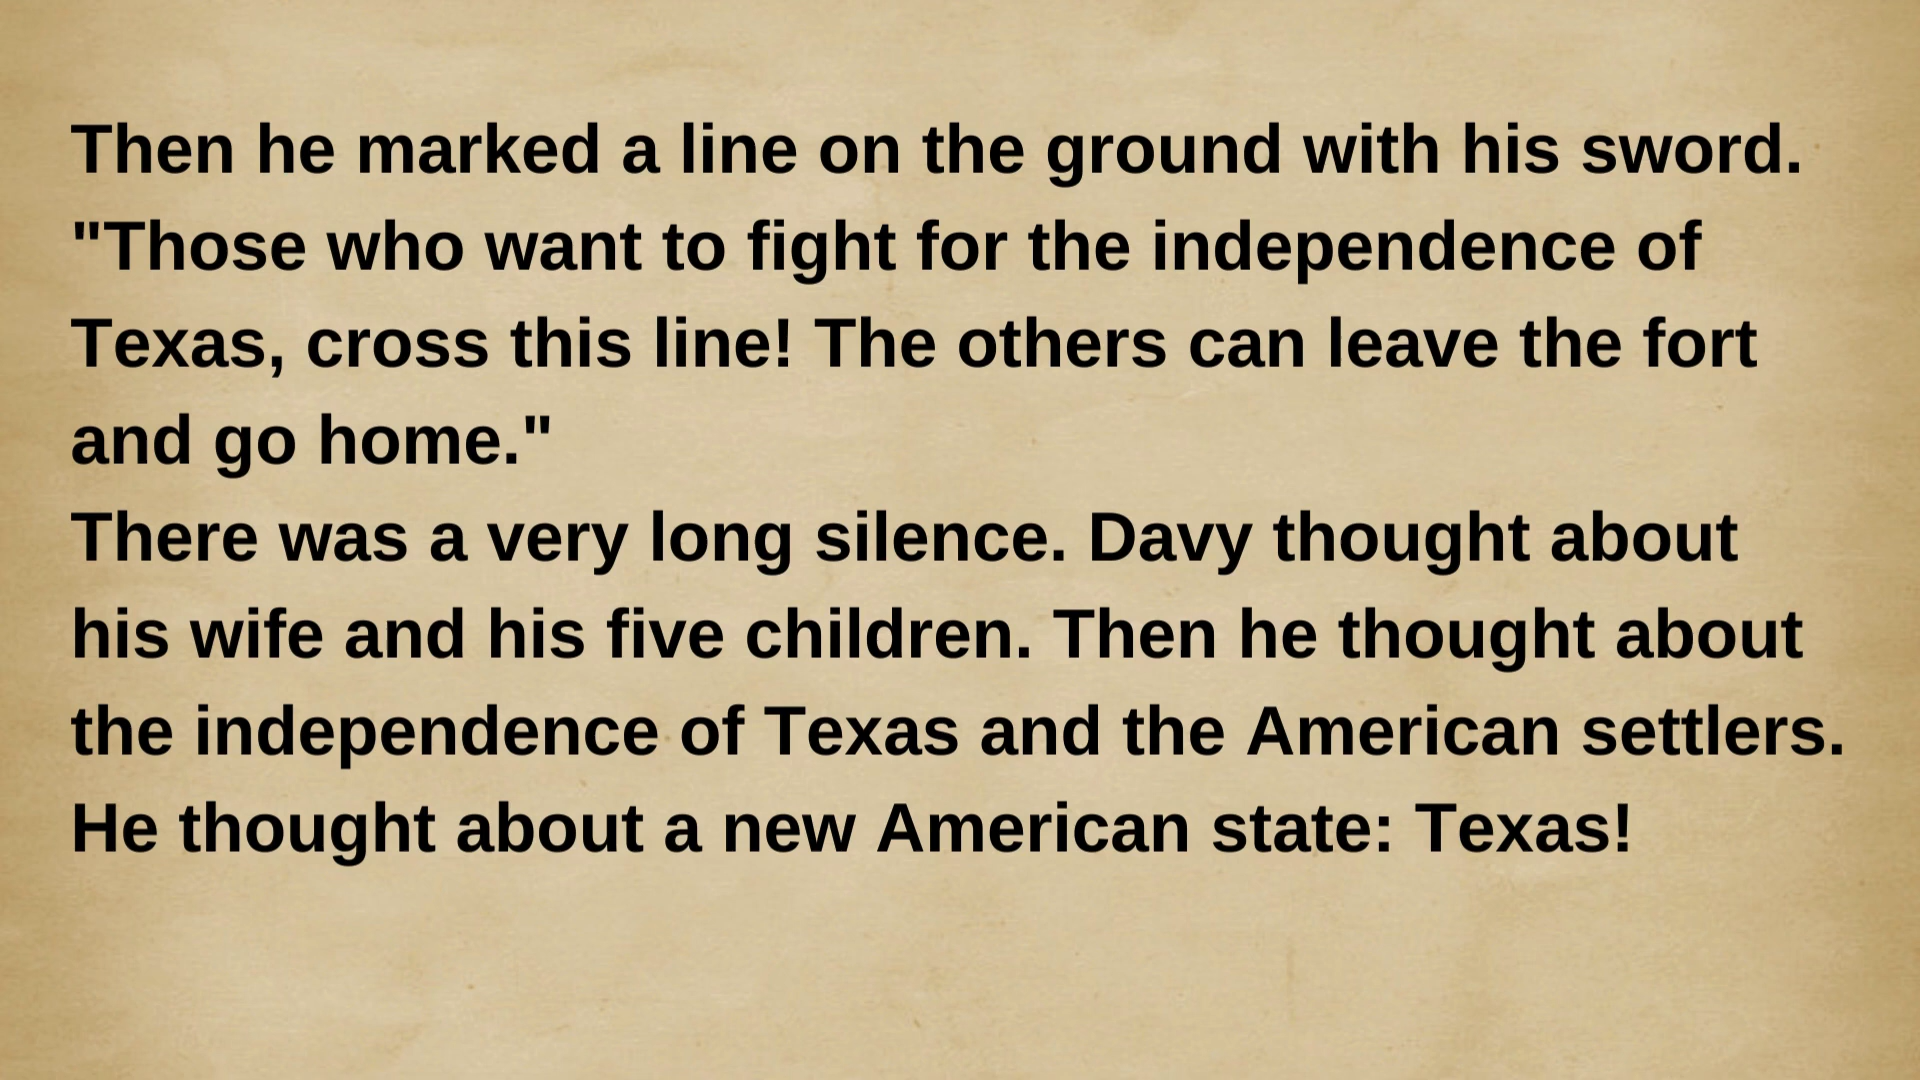 Then he marked a line on the ground with his sword.
"Those who want to fight for the independence of
Texas, cross this line! The others can leave the fort
and go home."
There was a very long silence. Davy thought about
his wife and his five children. Then he thought about
the independence of Texas and the American settlers.
He thought about a new American state: Texas!